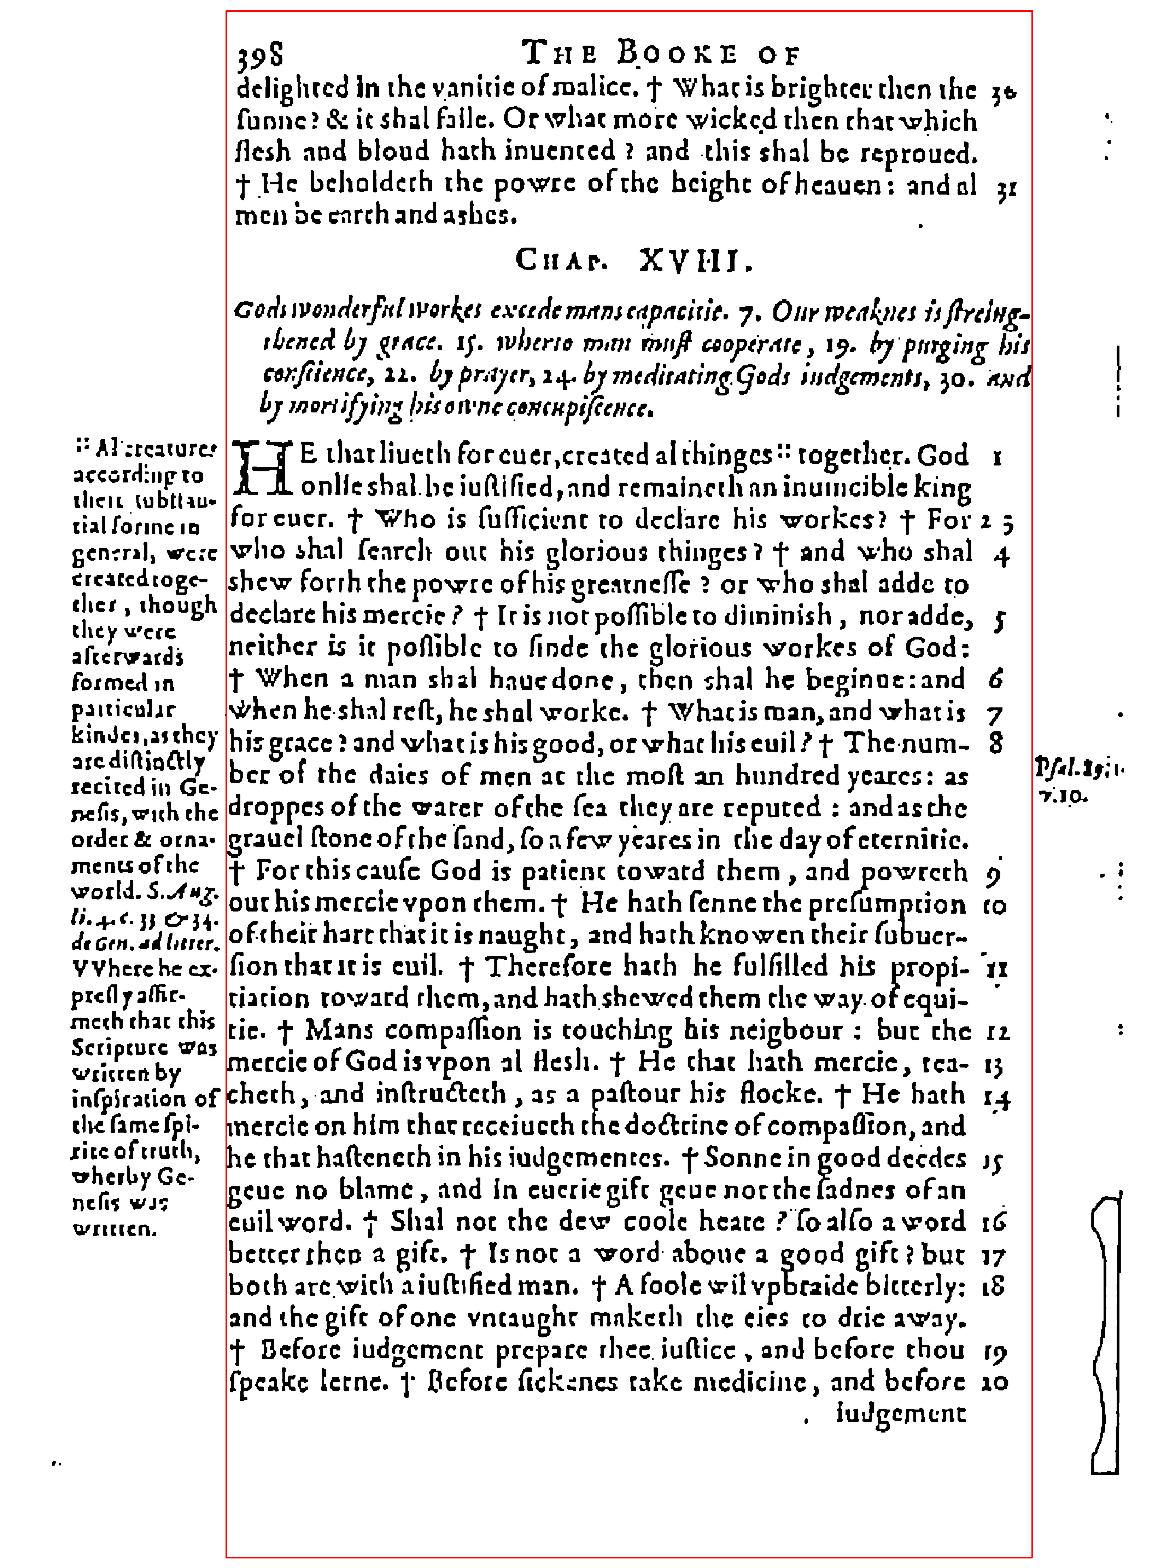 398 THE BOOKE OF
delighted in the vanitie of malice. † What is brighter then the 30
ſunne? & it shal faile. Or what more wicked then that which
flesh and bloud hath inuented? and this shal be reproued.
† He beholdeth the powre of the height of heauen: and al 31
men be earth and ashes.
CHAP. XVIII.
Gods wonderful workes excede mans capacitie. 7. Our weaknes is ſtreing-
thened by grace. 15. wherto man muſt cooperate, 19. by purging his
conſcience, 22. by prayer, 24. by meditating Gods iudgements, 30. and
by mortifying his owne concupiſcence.
HE that liueth for euer, created al thinges :: together. God 1
onlie shal be iuſtified, and remaineth an inuincible king
for euer. † Who is ſufficient to declare his workes? † For 2 3
who shal ſearch out his glorious thinges? † and who shal 4
shew forth the powre of his greatneſſe? or who shal adde to
declare his mercie? † It is not poſſible to diminish, nor adde, 5
neither is it poſſible to finde the glorious workes of God:
† When a man shal haue done, then shal he beginne: and 6
when he shal reſt, he shal worke. † What is man, and what is 7
his grace? and what is his good, or what his euil? † The num- 8
ber of the daies of men at the moſt an hundred yeares: as
droppes of the water of the ſea they are reputed: and as the
grauel ſtone of the ſand, ſo a few yeares in the day of eternitie.
† For this cauſe God is patient toward them, and powreth 9
out his mercie vpon them. † He hath ſenne the preſumption 10
of their hart that it is naught, and hath knowen their ſubuer-
ſion that it is euil. † Therefore hath he fulfilled his propi- 11
tiation toward them, and hath shewed them the way of equi-
tie. † Mans compaſſion is touching his neigbour: but the 12
mercie of God is vpon al flesh. † He that hath mercie, tea- 13
cheth, and inſtructeth, as a paſtour his flocke. † He hath 14
mercie on him that receiueth the doctrine of compaſſion, and
he that haſteneth in his iudgementes. † Sonne in good deedes 15
geue no blame, and in euerie gift geue not the ſadnes of an
euil word. † Shal not the dew coole heate? ſo alſo a word 16
better then a gift. † Is not a word aboue a good gift? but 17
both are with a iuſtified man. † A foole wil vpbraide bitterly: 18
and the gift of one vntaught maketh the eies to drie away.
† Before iudgement prepare thee iuſtice, and before thou 19
ſpeake lerne. † Before ſickenes take medicine, and before 20
iudgement
:: Al creatures
according to
their ſubſtan-
tial forme in
general, were
created toge-
ther, though
they were
afterwards
formed in
particular
kindes, as they
are diſtinctly
recited in Ge-
neſis, with the
order & orna-
ments of the
world. S. Aug.
li. 4. c. 33 & 34.
de Gen. ad litter.
VVhere he ex-
preſly affir-
meth that this
Scripture was
written by
inſpiration of
the ſame ſpi-
rite of truth,
wherby Ge-
neſis was
written.
Pſal. 89.
v. 10.